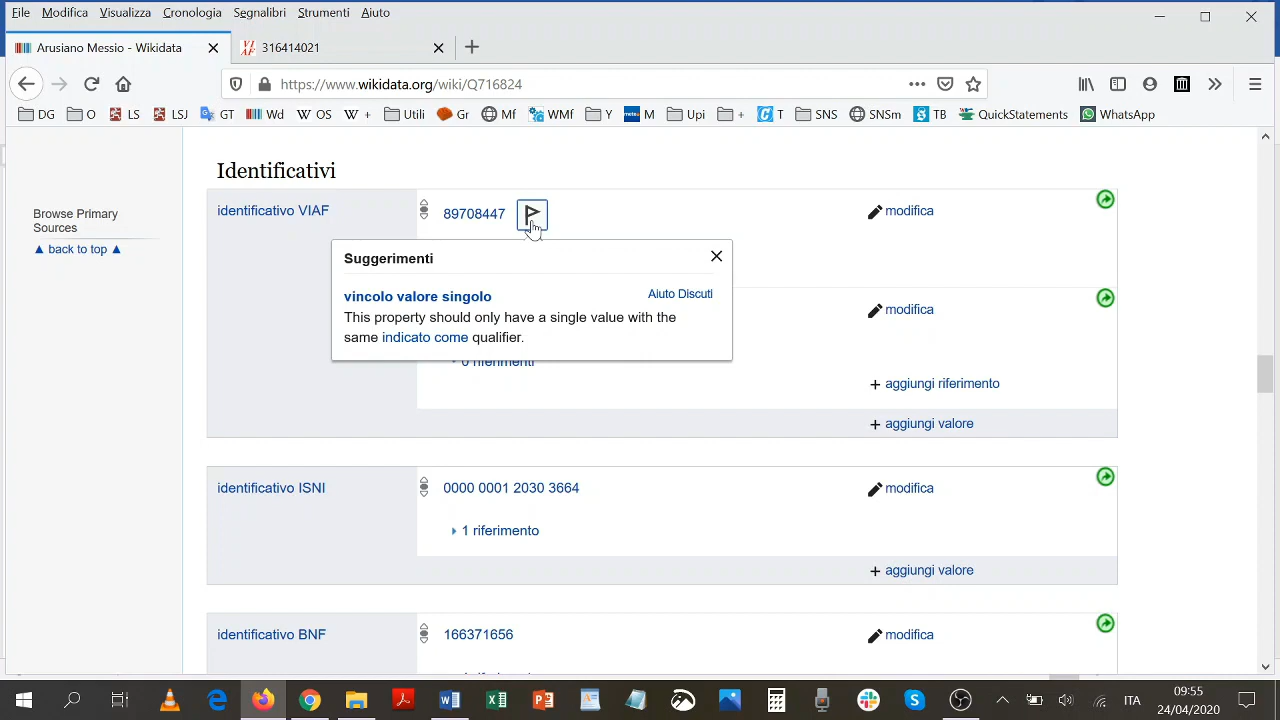 File Modifica Visualizza Cronologia Segnalibri Strumenti Aiuto
Arusiano Messio - Wikidata
VIAF 316414021
https://www.wikidata.org/wiki/Q716824
DG O LS LSJ GT Wd OS + Utili Gr Mf WMf Y M Upi + T SNS SNSm TB QuickStatements WhatsApp
Identificativi
Browse Primary
Sources
▲ back to top ▲
identificativo VIAF
89708447
modifica
Suggerimenti
vincolo valore singolo
Aiuto Discuti
This property should only have a single value with the
same indicato come qualifier.
modifica
0 riferimenti
+ aggiungi riferimento
+ aggiungi valore
identificativo ISNI
0000 0001 2030 3664
modifica
1 riferimento
+ aggiungi valore
identificativo BNF
166371656
modifica
ITA
09:55
24/04/2020